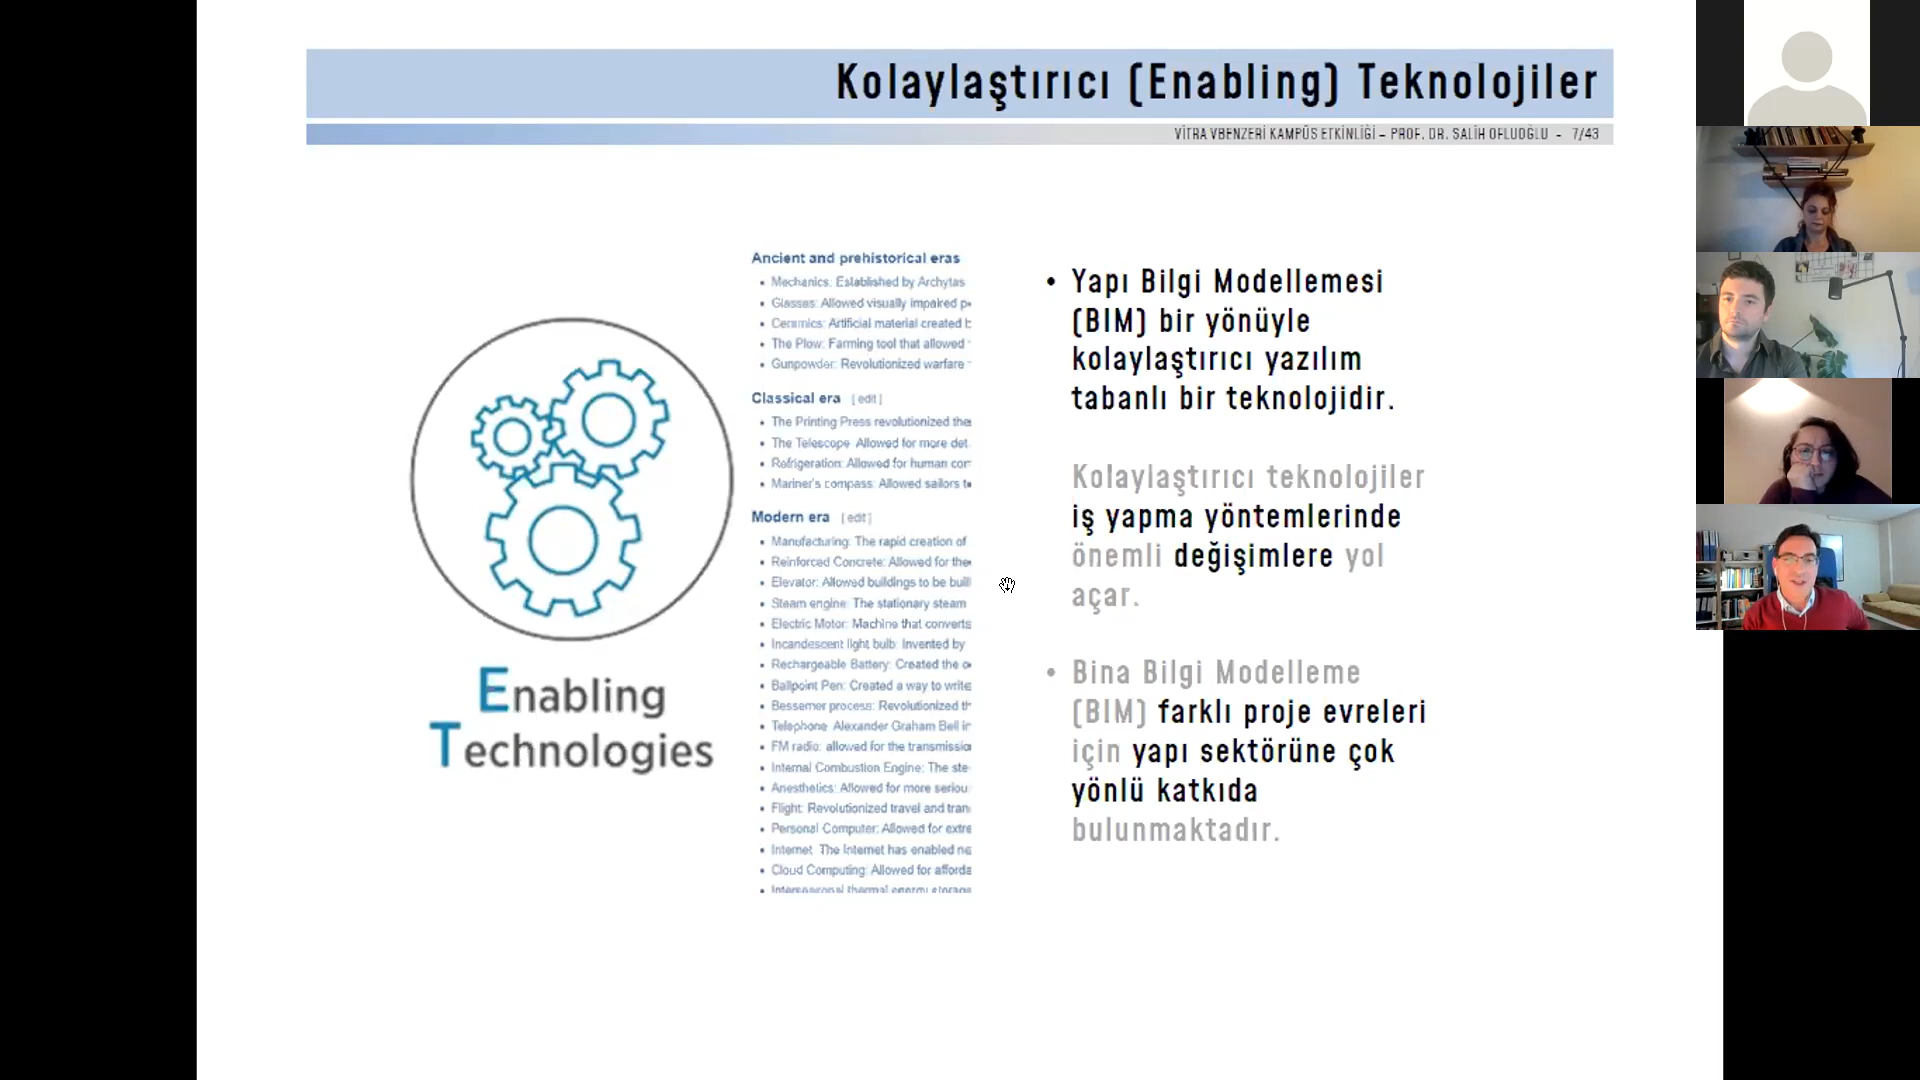 Kolaylaştırıcı (Enabling) Teknolojiler
VİTRA VBENZERİ KAMPÜS ETKİNLİĞİ – PROF. DR. SALİH OFLUOĞLU - 7/43
Enabling
Technologies
Ancient and prehistorical eras
• Mechanics: Established by Archytas
• Glasses: Allowed visually impaired
• Ceramics: Artificial material created
• The Plow: Farming tool that allowed
• Gunpowder: Revolutionized warfare
Classical era [edit]
• The Printing Press revolutionized
• The Telescope Allowed for more
• Refrigeration: Allowed for human
• Mariner's compass: Allowed sailors
Modern era [edit]
• Manufacturing: The rapid creation of
• Reinforced Concrete: Allowed for
• Elevator: Allowed buildings to be
• Steam engine: The stationary steam
• Electric Motor: Machine that converts
• Incandescent light bulb: Invented by
• Rechargeable Battery: Created the
• Ballpoint Pen: Created a way to write
• Bessemer process: Revolutionized
• Telephone Alexander Graham Bell
• FM radio: allowed for the
• Internal Combustion Engine: The
• Anesthetics: Allowed for more
• Flight: Revolutionized travel and
• Personal Computer: Allowed for
• Internet The Internet has enabled
• Cloud Computing: Allowed for
• Yapı Bilgi Modellemesi
(BIM) bir yönüyle
kolaylaştırıcı yazılım
tabanlı bir teknolojidir.
Kolaylaştırıcı teknolojiler
iş yapma yöntemlerinde
önemli değişimlere yol
açar.
• Bina Bilgi Modelleme
(BIM) farklı proje evreleri
için yapı sektörüne çok
yönlü katkıda
bulunmaktadır.